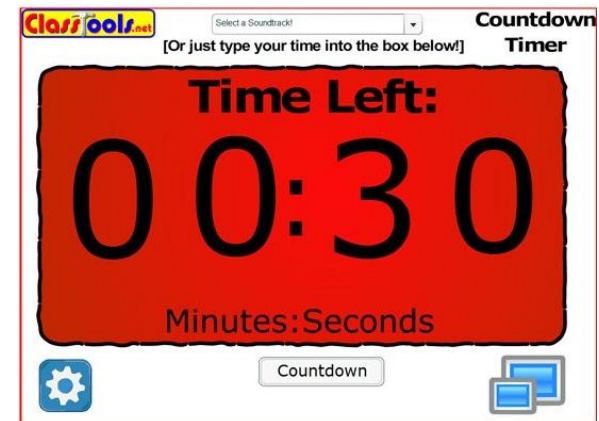 ClassTools.net
Select a Soundtrack!
Countdown
Timer
[Or just type your time into the box below!]
Time Left:
00:30
Minutes:Seconds
Countdown